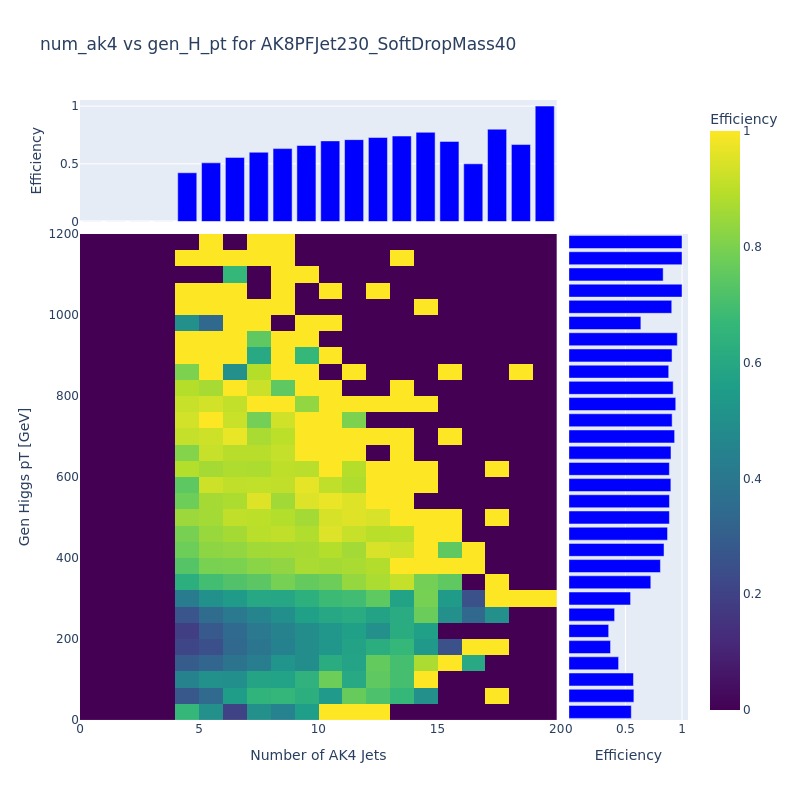 num_ak4 vs gen_H_pt for AK8PFJet230_SoftDropMass40
Efficiency
1
0.5
0
Efficiency
1
0.8
0.6
0.4
0.2
0
Gen Higgs pT [GeV]
1200
1000
800
600
400
200
0
0 5 10 15 20
0 0.5 1
Number of AK4 Jets
Efficiency